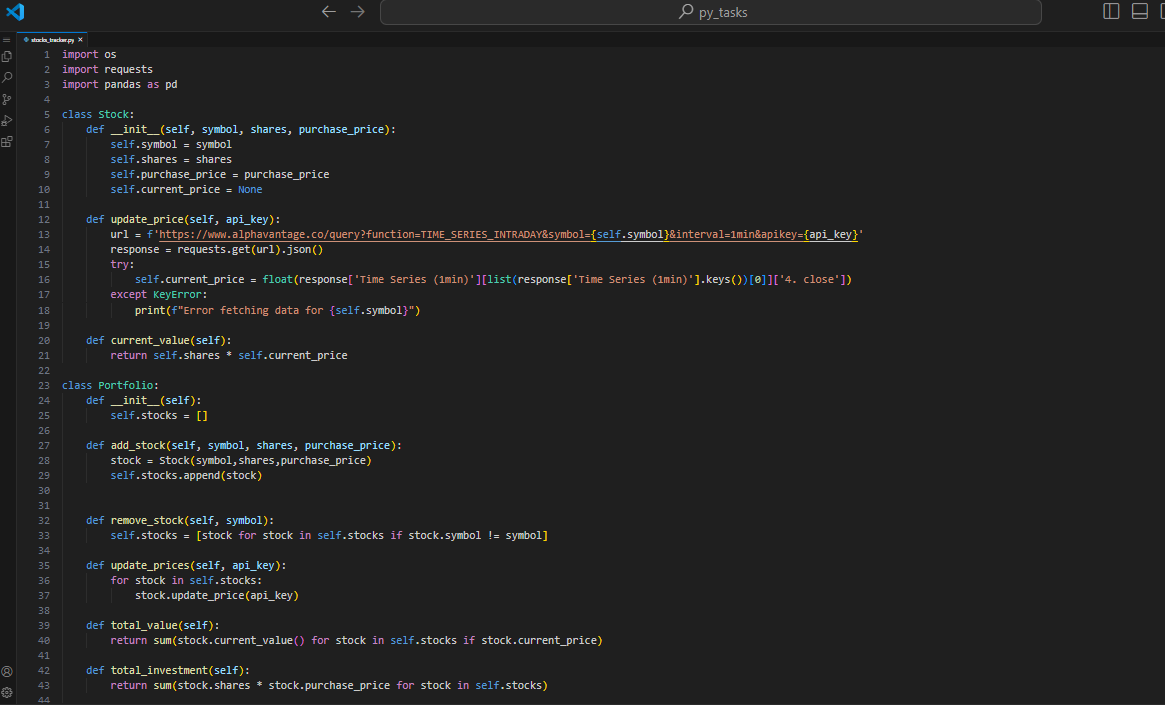 py_tasks
stocks_tracker.py
1 import os
2 import requests
3 import pandas as pd
4
5 class Stock:
6     def __init__(self, symbol, shares, purchase_price):
7         self.symbol = symbol
8         self.shares = shares
9         self.purchase_price = purchase_price
10         self.current_price = None
11
12     def update_price(self, api_key):
13         url = f'https://www.alphavantage.co/query?function=TIME_SERIES_INTRADAY&symbol={self.symbol}&interval=1min&apikey={api_key}'
14         response = requests.get(url).json()
15         try:
16             self.current_price = float(response['Time Series (1min)'][list(response['Time Series (1min)'].keys())[0]]['4. close'])
17         except KeyError:
18             print(f"Error fetching data for {self.symbol}")
19
20     def current_value(self):
21         return self.shares * self.current_price
22
23 class Portfolio:
24     def __init__(self):
25         self.stocks = []
26
27     def add_stock(self, symbol, shares, purchase_price):
28         stock = Stock(symbol,shares,purchase_price)
29         self.stocks.append(stock)
30
31
32     def remove_stock(self, symbol):
33         self.stocks = [stock for stock in self.stocks if stock.symbol != symbol]
34
35     def update_prices(self, api_key):
36         for stock in self.stocks:
37             stock.update_price(api_key)
38
39     def total_value(self):
40         return sum(stock.current_value() for stock in self.stocks if stock.current_price)
41
42     def total_investment(self):
43         return sum(stock.shares * stock.purchase_price for stock in self.stocks)
44